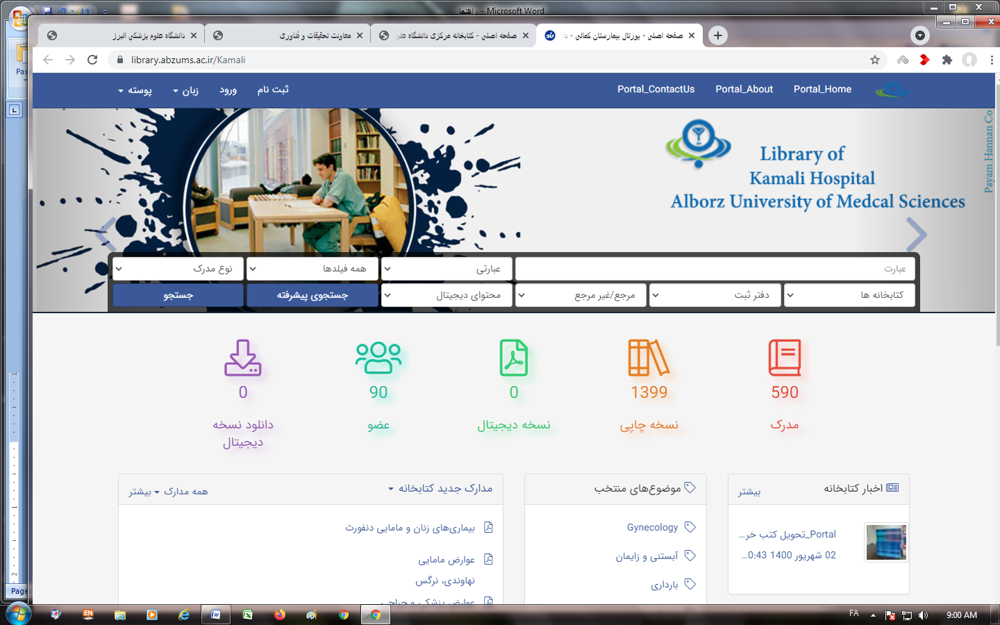 راهنما - Microsoft Word
دانشگاه علوم پزشکی البرز
معاونت تحقیقات و فناوری
صفحه اصلی - کتابخانه مرکزی دانشگاه علو
صفحه اصلی - پورتال بیمارستان کمالی - دا
library.abzums.ac.ir/Kamali
Pas
پوسته
زبان
ورود
ثبت نام
Portal_ContactUs
Portal_About
Portal_Home
Payam Hannan Co
Library of
Kamali Hospital
Alborz University of Medcal Sciences
عبارت
عبارتی
همه فیلدها
نوع مدرک
کتابخانه ها
دفتر ثبت
مرجع/غیر مرجع
محتوای دیجیتال
جستجوی پیشرفته
جستجو
590
مدرک
1399
نسخه چاپی
0
نسخه دیجیتال
90
عضو
0
دانلود نسخه
دیجیتال
اخبار کتابخانه
بیشتر
Portal_تحویل کتب خر...
02 شهریور 1400 0:43...
موضوع‌های منتخب
Gynecology
آبستنی و زایمان
بارداری
مدارک جدید کتابخانه
همه مدارک
بیشتر
بیماری‌های زنان و مامایی دنفورث
عوارض مامایی
نهاوندی، نرگس
عوارض پزشکی و جراحی
1
1
2
Page
EN
FA
9:00 AM